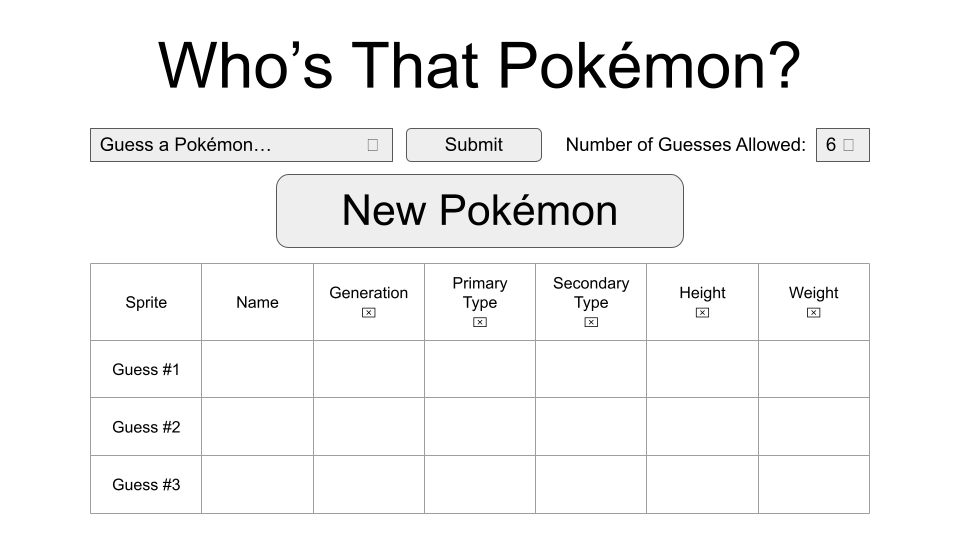 Who’s That Pokémon?
Guess a Pokémon…
Submit
Number of Guesses Allowed:
6
New Pokémon
Sprite
Name
Generation
Primary
Type
Secondary
Type
Height
Weight
Guess #1
Guess #2
Guess #3